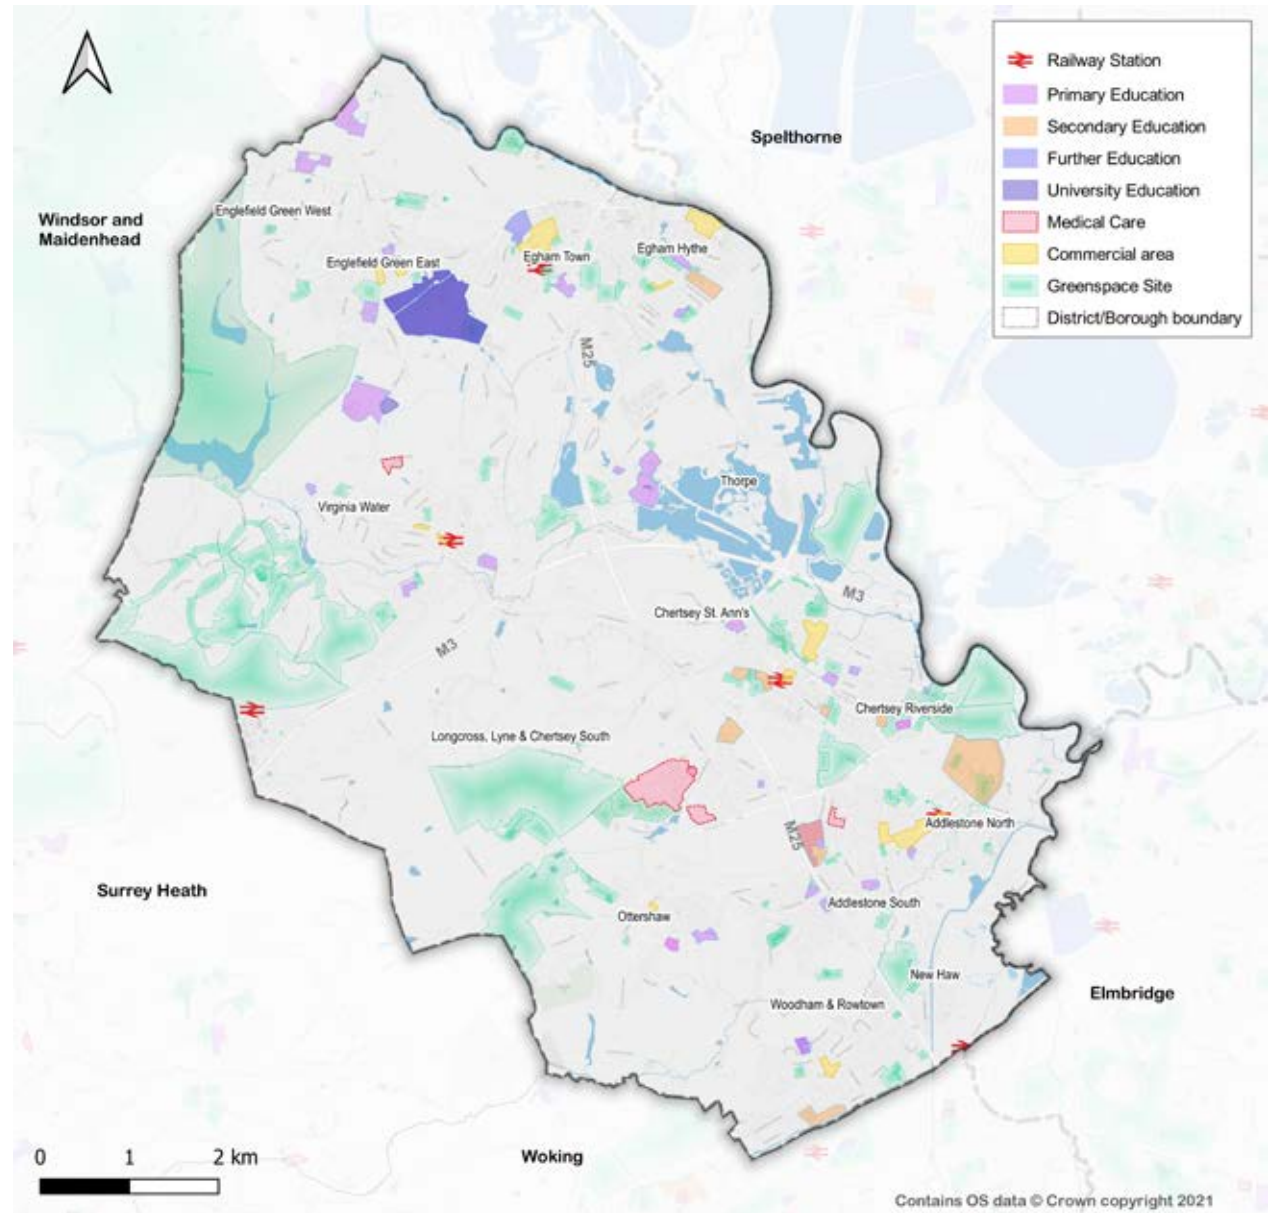 Railway Station
Primary Education
Secondary Education
Further Education
University Education
Medical Care
Commercial area
Greenspace Site
District/Borough boundary
Spelthorne
Windsor and
Maidenhead
Englefield Green West
Englefield Green East
Egham Town
Egham Hythe
M25
Thorpe
Virginia Water
M3
Chertsey St. Ann's
M3
Chertsey Riverside
Longcross, Lyne & Chertsey South
M25
Addlestone North
Surrey Heath
Addlestone South
Ottershaw
New Haw
Elmbridge
Woodham & Rowtown
Woking
0 1 2 km
Contains OS data © Crown copyright 2021